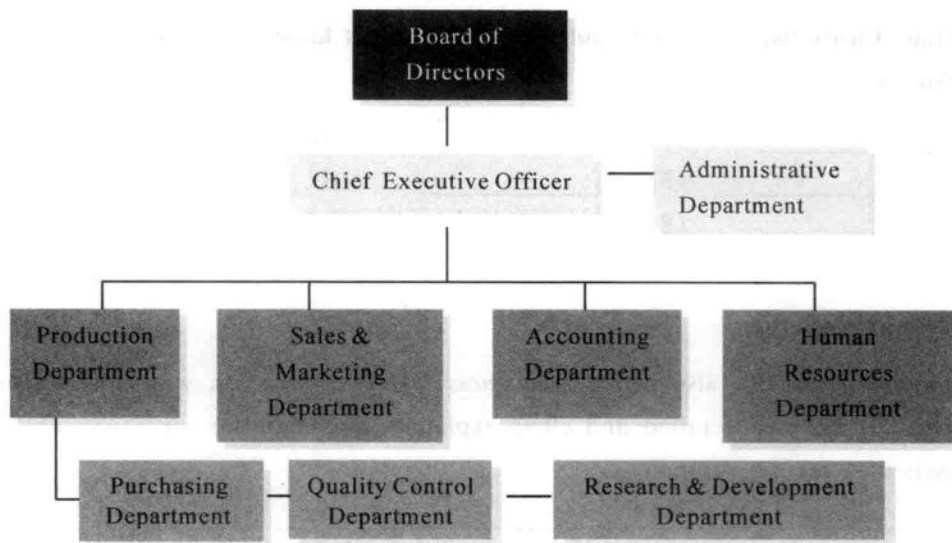 Board of
Directors
Chief Executive Officer
Administrative
Department
Production
Department
Sales &
Marketing
Department
Accounting
Department
Human
Resources
Department
Purchasing
Department
Quality Control
Department
Research & Development
Department